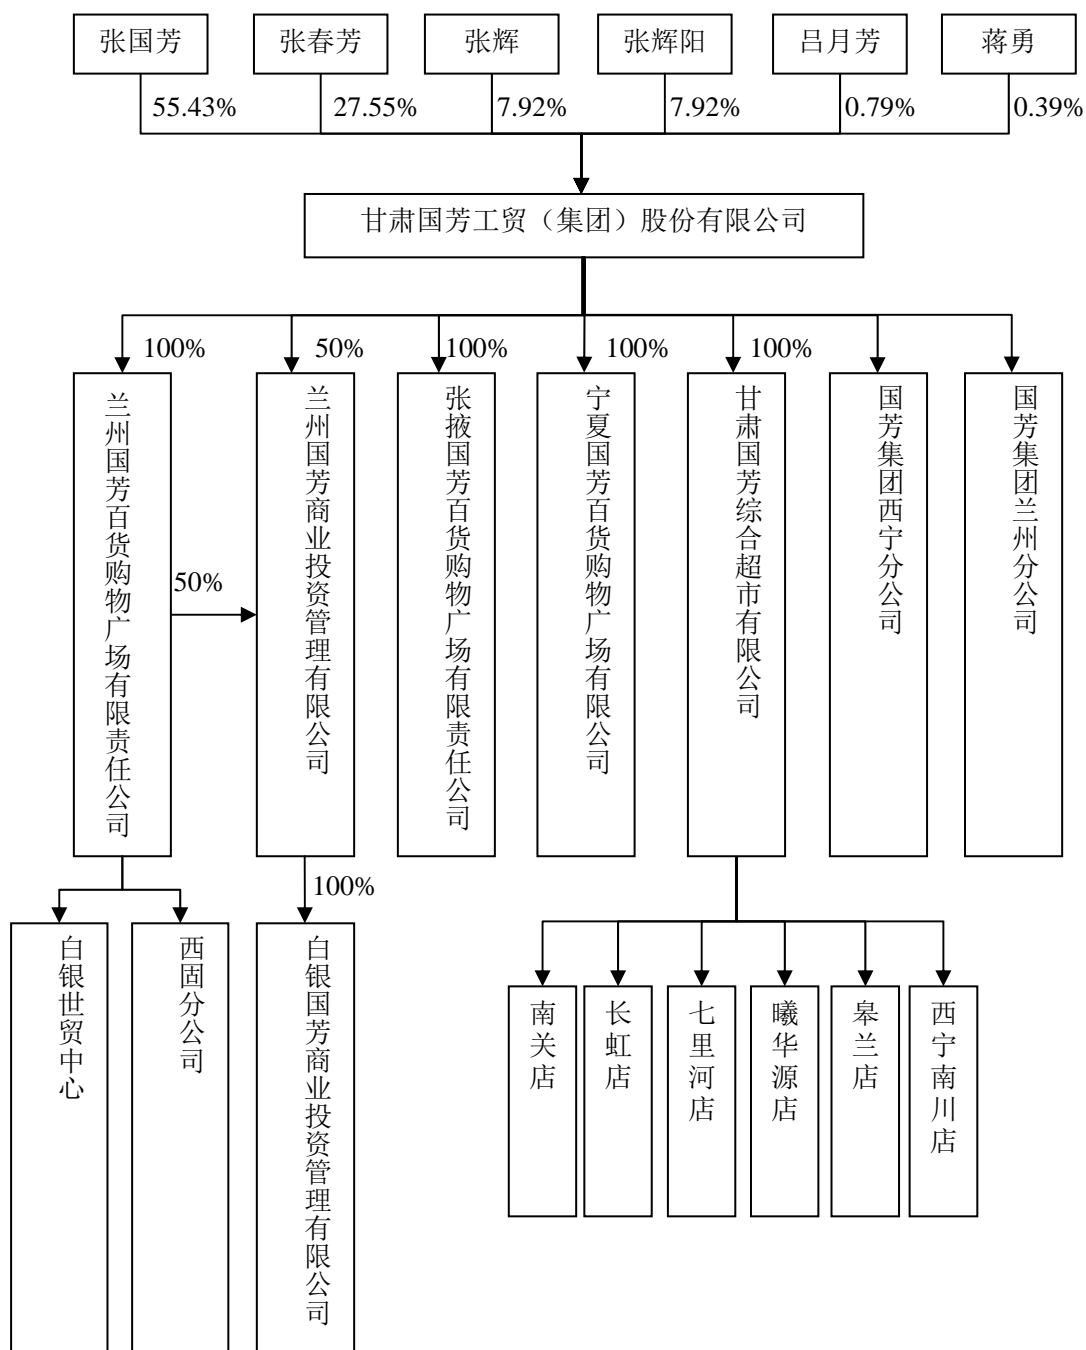 张国芳
张春芳
张辉
张辉阳
吕月芳
蒋勇
55.43%
27.55%
7.92%
7.92%
0.79%
0.39%
甘肃国芳工贸（集团）股份有限公司
100%
50%
100%
100%
100%
兰州国芳百货购物广场有限责任公司
50%
兰州国芳商业投资管理有限公司
张掖国芳百货购物广场有限责任公司
宁夏国芳百货购物广场有限公司
甘肃国芳综合超市有限公司
国芳集团西宁分公司
国芳集团兰州分公司
100%
白银世贸中心
西固分公司
白银国芳商业投资管理有限公司
南关店
长虹店
七里河店
曦华源店
皋兰店
西宁南川店